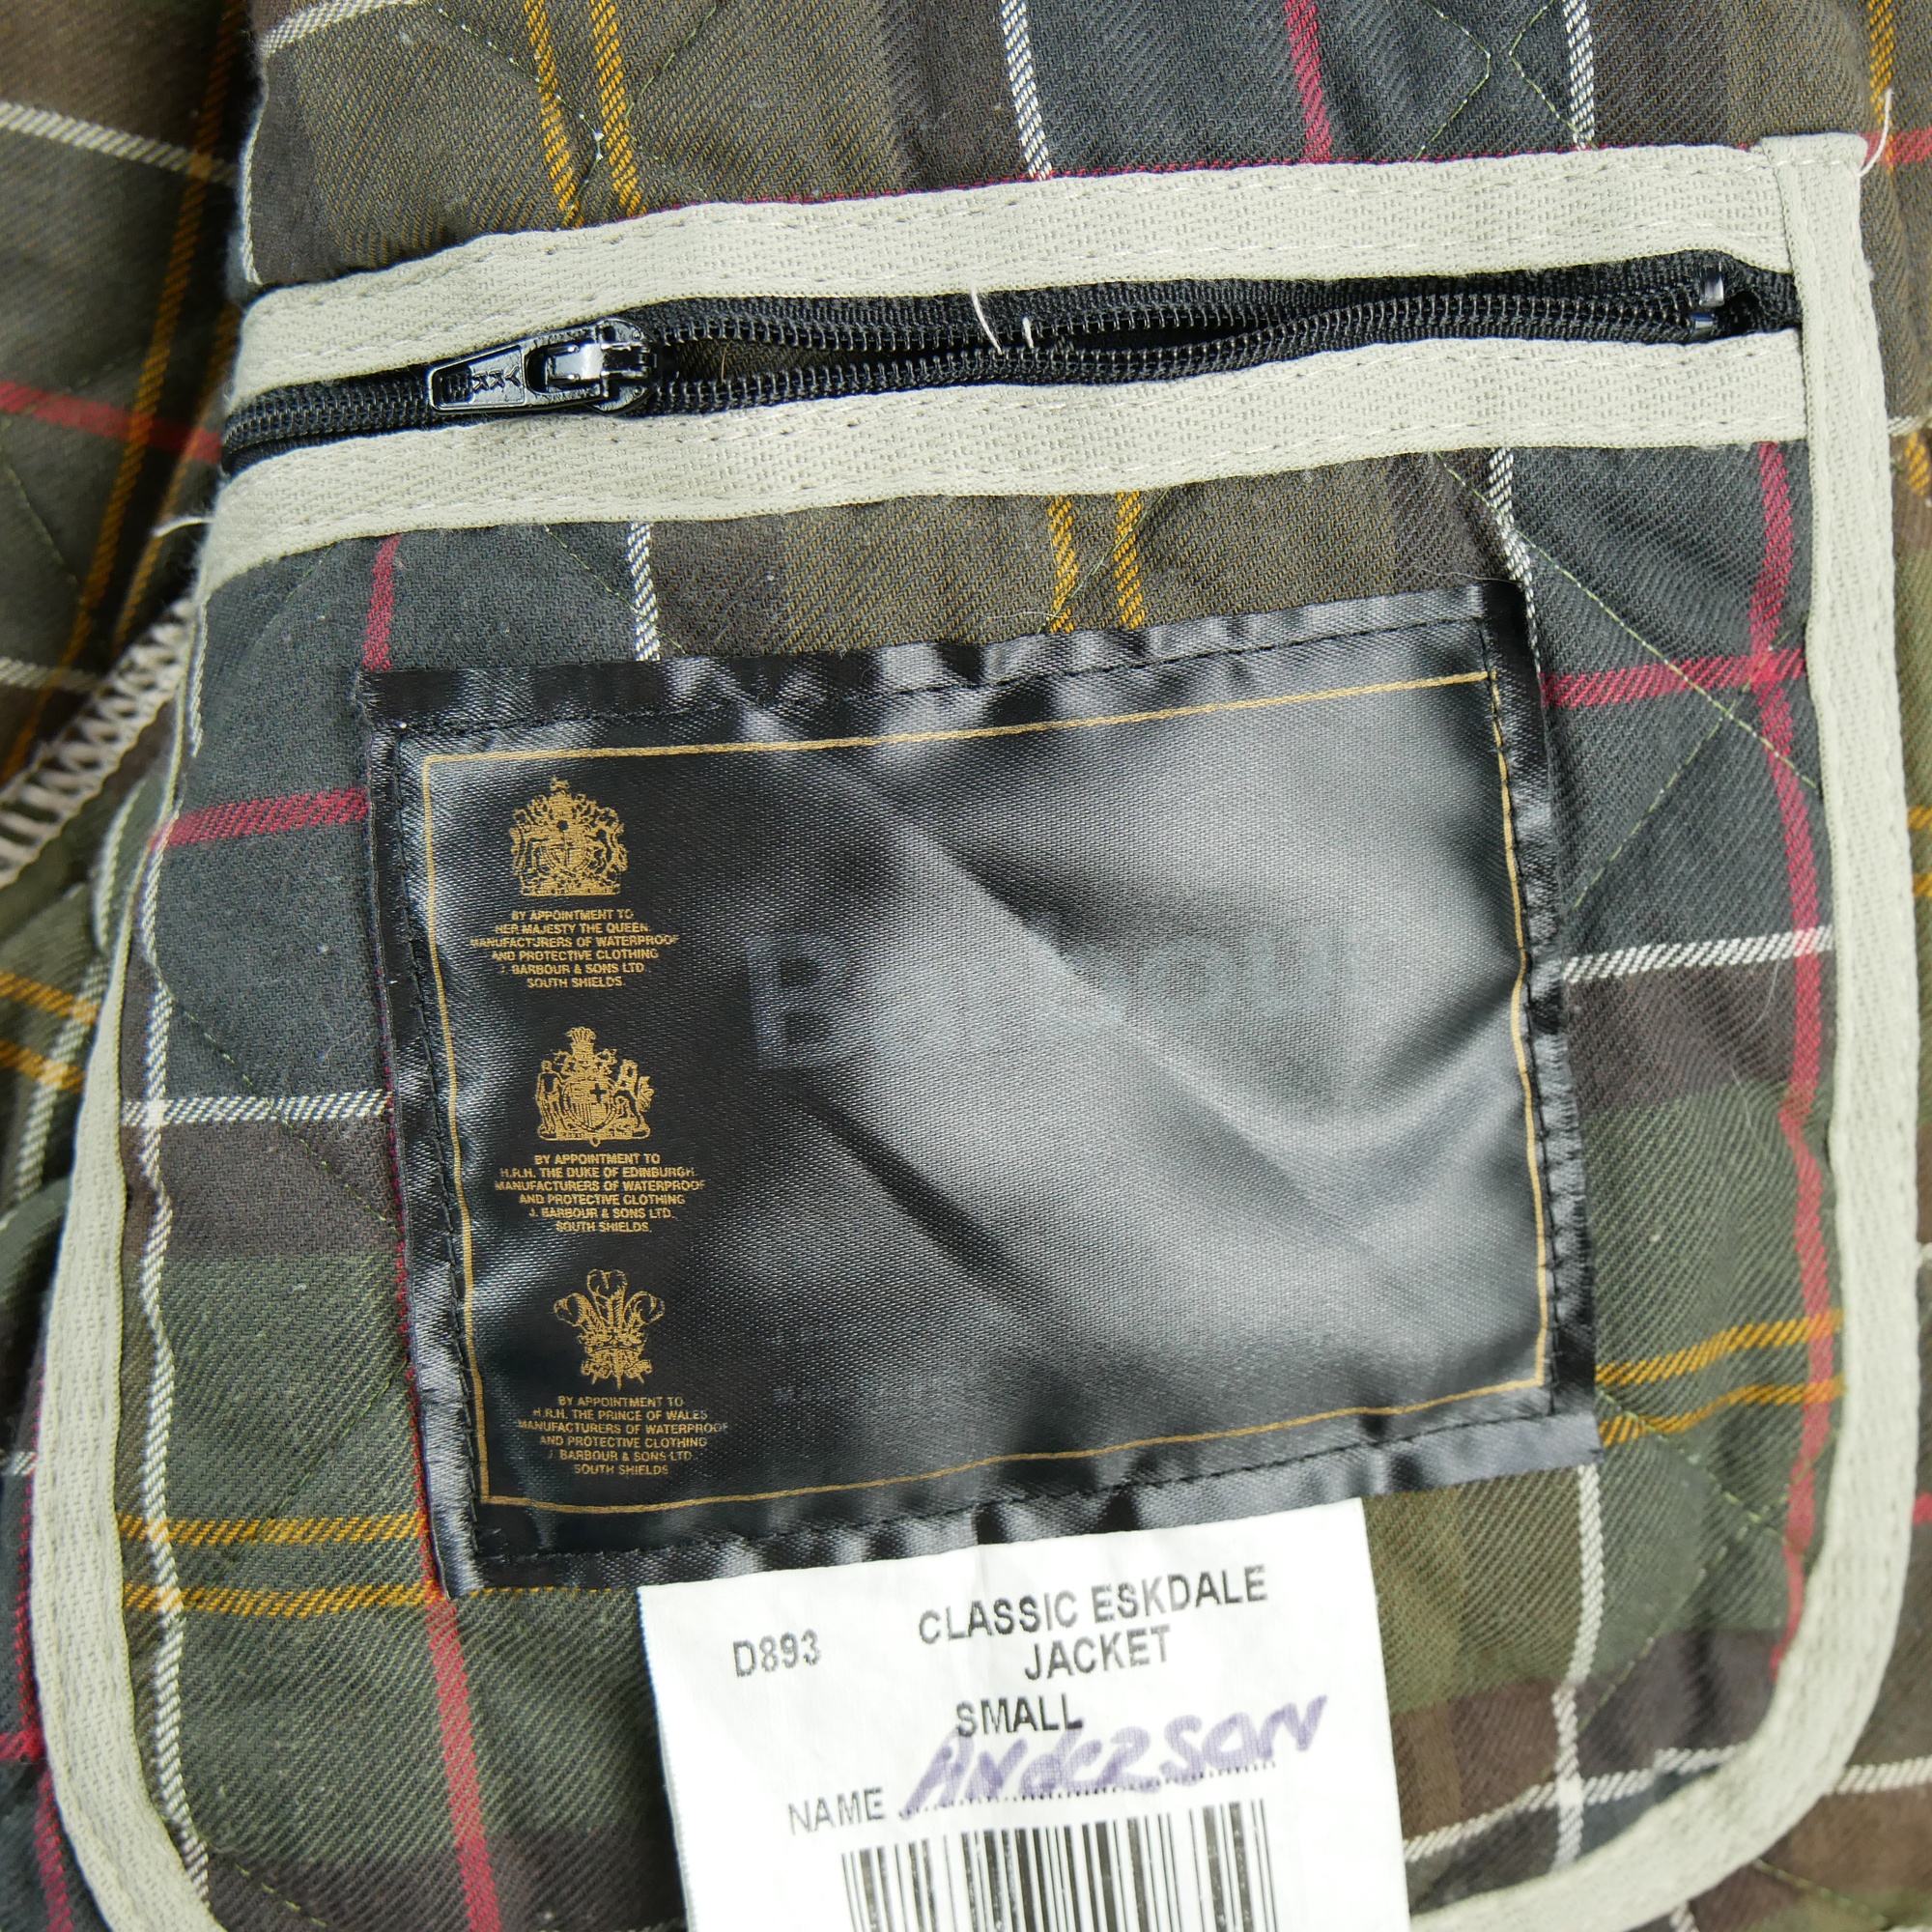 YKK
BY APPOINTMENT TO
HER MAJESTY THE QUEEN
MANUFACTURERS OF WATERPROOF
AND PROTECTIVE CLOTHING
J. BARBOUR & SONS LTD.
SOUTH SHIELDS.
BY APPOINTMENT TO
H.R.H. THE DUKE OF EDINBURGH.
MANUFACTURERS OF WATERPROOF
AND PROTECTIVE CLOTHING
J. BARBOUR & SONS LTD.
SOUTH SHIELDS.
BY APPOINTMENT TO
H.R.H. THE PRINCE OF WALES
MANUFACTURERS OF WATERPROOF
AND PROTECTIVE CLOTHING
J. BARBOUR & SONS LTD.
SOUTH SHIELDS
D893 CLASSIC ESKDALE
JACKET
SMALL
NAME Anderson